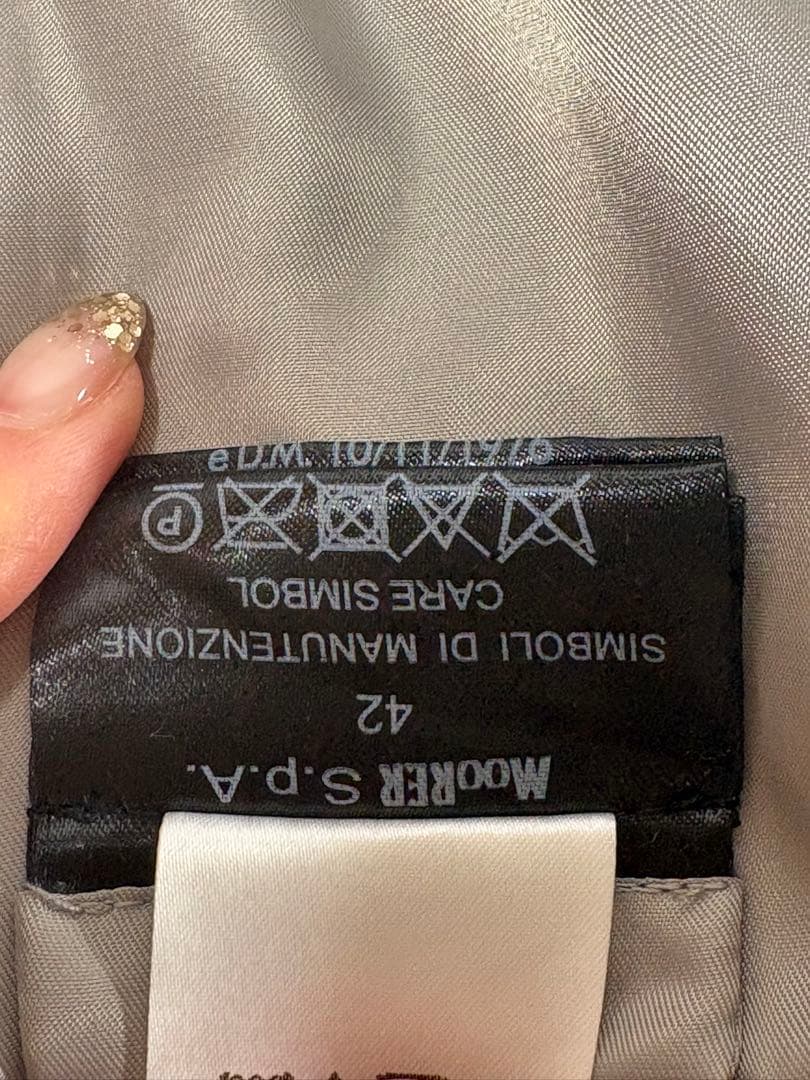 MooRER S.p.A.
42
SIMBOLI DI MANUTENZIONE
CARE SIMBOL
P